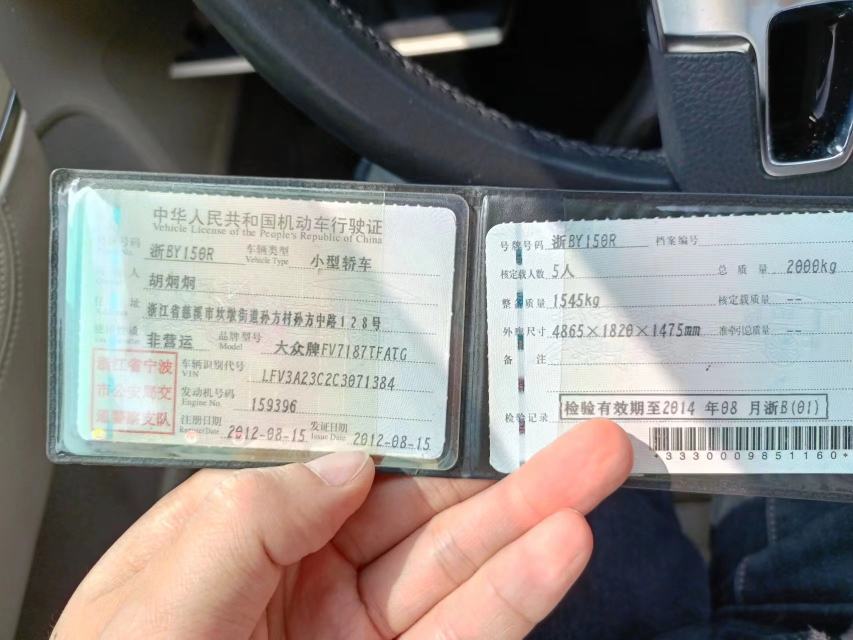 中华人民共和国机动车行驶证
Vehicle License of the People's Republic of China
号码 浙BY150R 车辆类型 Vehicle Type 小型轿车
人 胡炯炯
住 址 浙江省慈溪市坎墩街道孙方村孙方中路128号
非营运 品牌型号 Model 大众牌FV7187TFATG
浙江省宁波
市公安局交
通警察支队
车辆识别代号 VIN LFV3A23C2C3071384
发动机号码 Engine No. 159396
注册日期 Register Date 2012-08-15 发证日期 Issue Date 2012-08-15
号牌号码 浙BY150R 档案编号
核定载人数 5人 总质量 2000kg
整备质量 1545kg 核定载质量 --
外廓尺寸 4865×1820×1475mm 准牵引总质量 --
备 注
检验记录 检验有效期至2014 年08 月浙B(01)
*3330009851160*